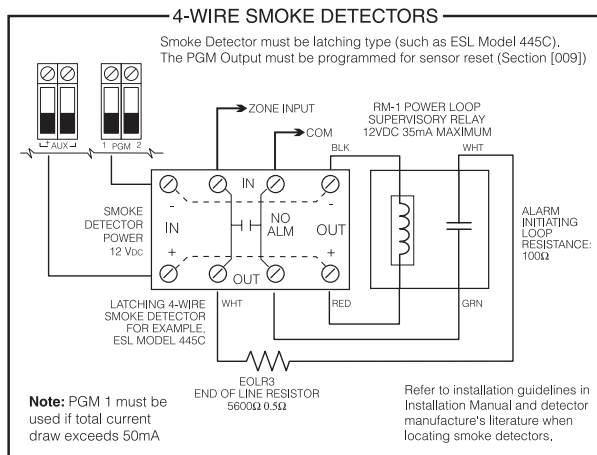 4-WIRE SMOKE DETECTORS
Smoke Detector must be latching type (such as ESL Model 445C).
The PGM Output must be programmed for sensor reset (Section [009])
+ AUX -
1 PGM 2
ZONE INPUT
COM
RM-1 POWER LOOP
SUPERVISORY RELAY
12VDC 35mA MAXIMUM
BLK
WHT
IN
SMOKE
DETECTOR
POWER
12 VDC
-
IN
+
NO
ALM
-
OUT
+
ALARM
INITIATING
LOOP
RESISTANCE:
100Ω
OUT
LATCHING 4-WIRE
SMOKE DETECTOR
FOR EXAMPLE,
ESL MODEL 445C
WHT
RED
GRN
EOLR3
END OF LINE RESISTOR
5600Ω 0.5Ω
Note: PGM 1 must be
used if total current
draw exceeds 50mA
Refer to installation guidelines in
Installation Manual and detector
manufacture's literature when
locating smoke detectors.